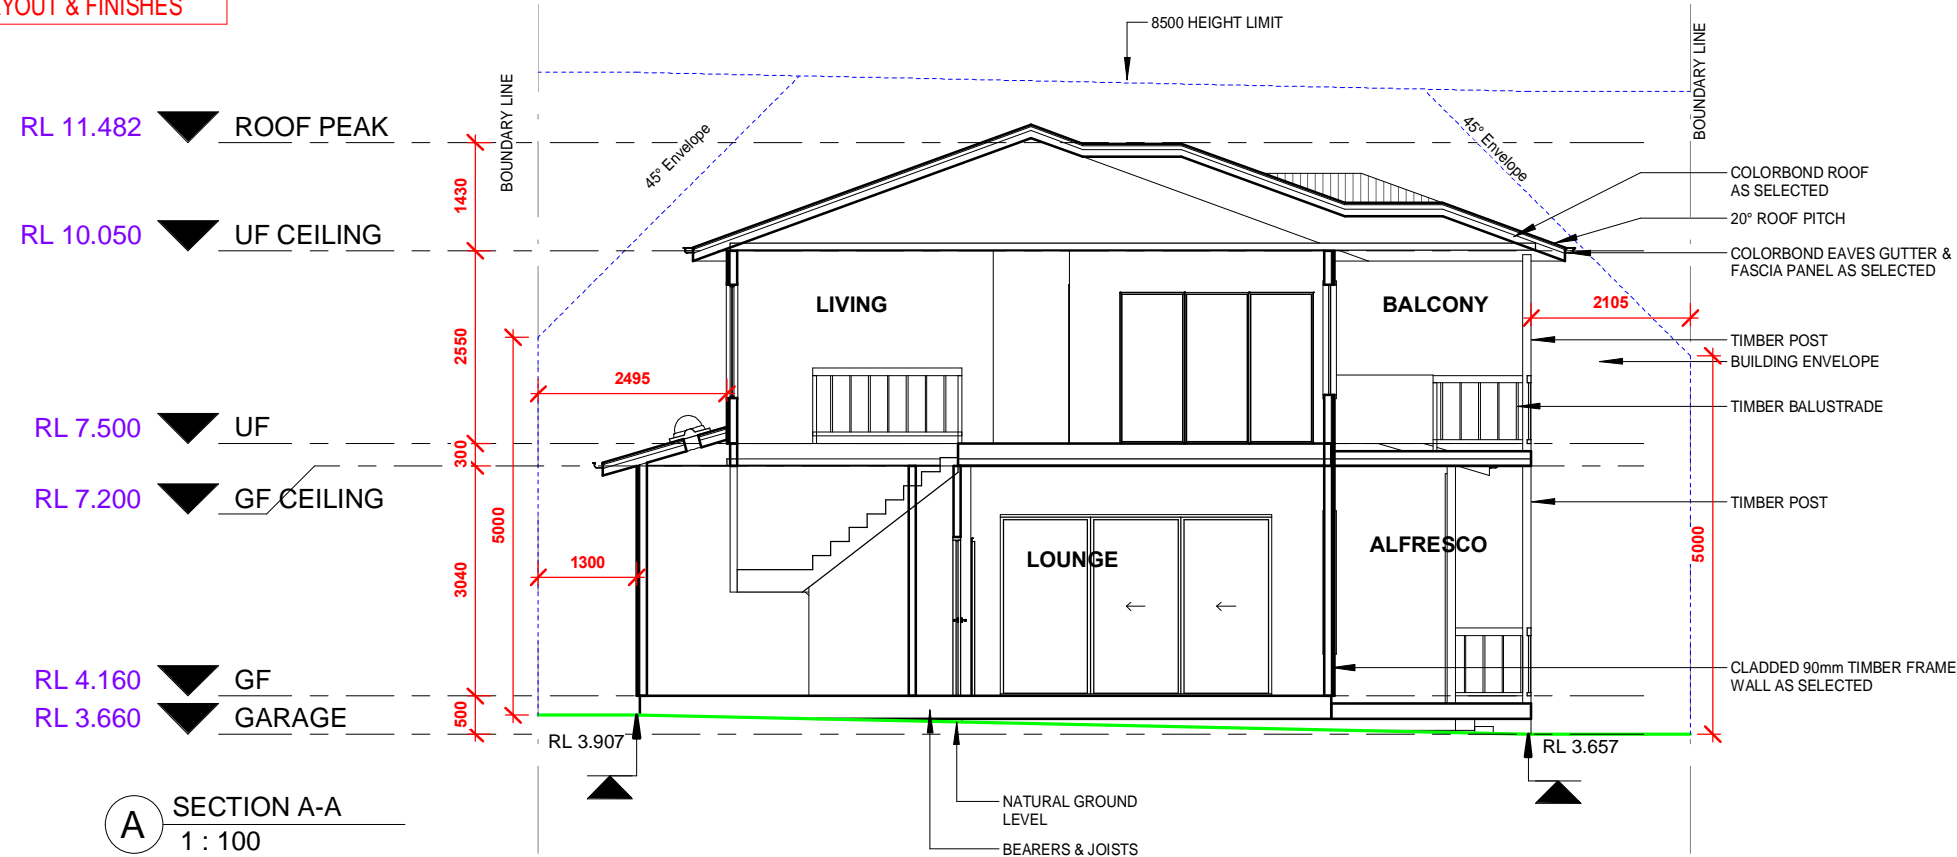 & FINISHES
8500 HEIGHT LIMIT
BOUNDARY LINE
BOUNDARY LINE
RL 11.482 ROOF PEAK
45° Envelope
45° Envelope
COLORBOND ROOF
AS SELECTED
1430
20° ROOF PITCH
RL 10.050 UF CEILING
COLORBOND EAVES GUTTER &
FASCIA PANEL AS SELECTED
LIVING
BALCONY
2105
2550
TIMBER POST
BUILDING ENVELOPE
2495
TIMBER BALUSTRADE
RL 7.500 UF
300
RL 7.200 GF CEILING
TIMBER POST
5000
5000
LOUNGE
ALFRESCO
1300
3040
RL 4.160 GF
CLADDED 90mm TIMBER FRAME
WALL AS SELECTED
RL 3.660 GARAGE
500
RL 3.907
RL 3.657
NATURAL GROUND
LEVEL
BEARERS & JOISTS
A
SECTION A-A
1 : 100